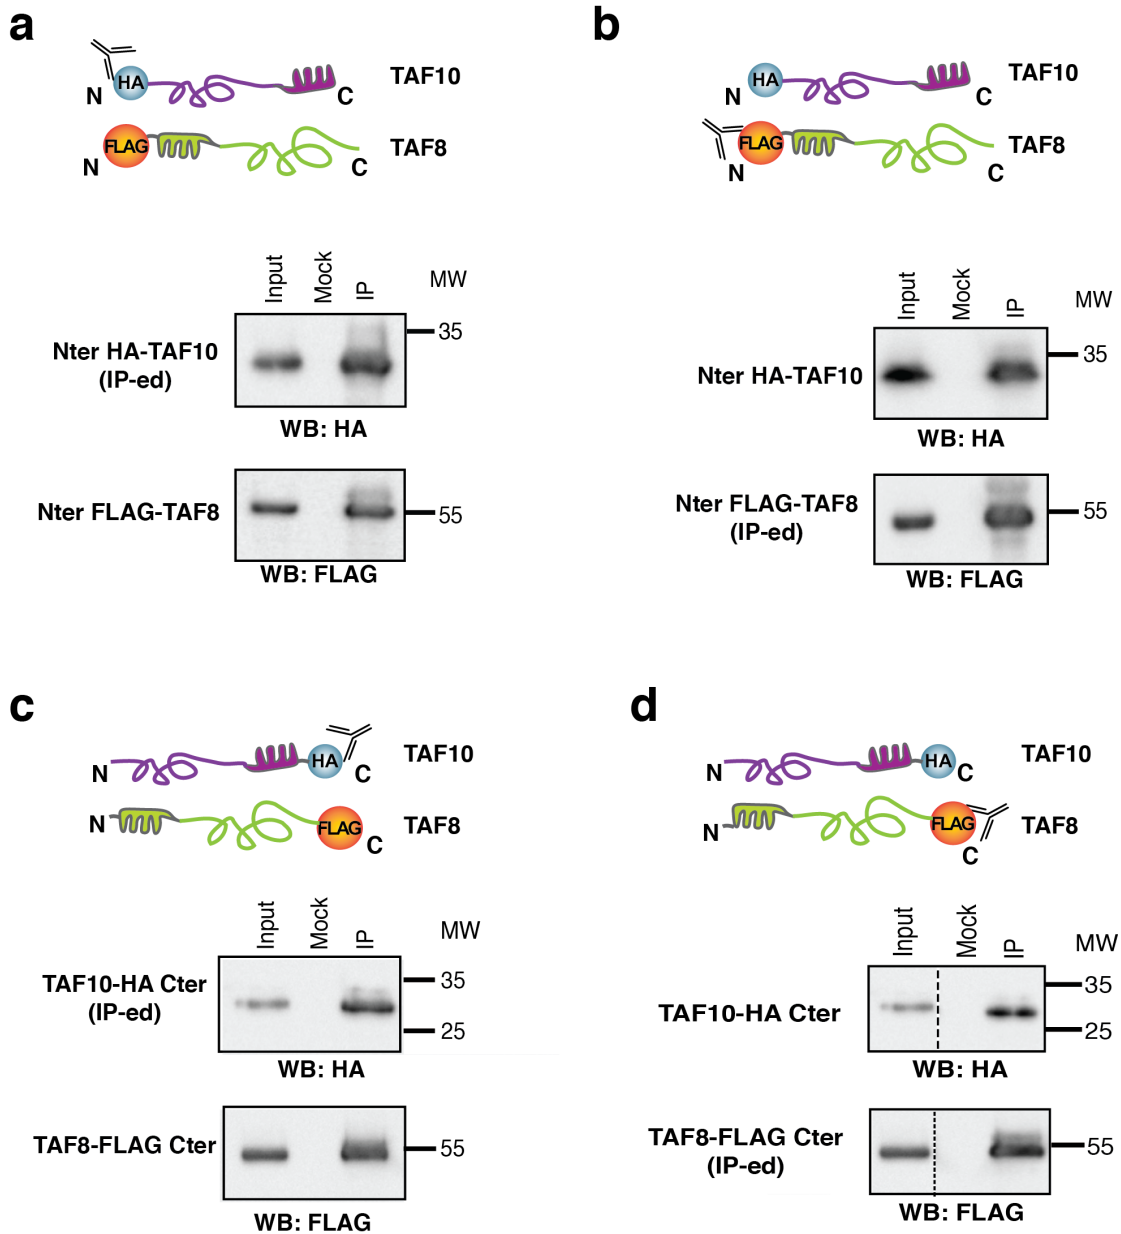 a
HA
TAF10
N
C
FLAG
TAF8
N
C
Input
Mock
IP
MW
Nter HA-TAF10
(IP-ed)
35
WB: HA
Nter FLAG-TAF8
55
WB: FLAG
b
HA
TAF10
N
C
FLAG
TAF8
N
C
Input
Mock
IP
MW
35
Nter HA-TAF10
WB: HA
Nter FLAG-TAF8
(IP-ed)
55
WB: FLAG
c
TAF10
HA
N
C
N
FLAG
TAF8
C
Input
Mock
IP
MW
TAF10-HA Cter
(IP-ed)
35
25
WB: HA
TAF8-FLAG Cter
55
WB: FLAG
d
TAF10
HA
N
C
FLAG
TAF8
N
C
Input
Mock
IP
MW
35
TAF10-HA Cter
25
WB: HA
TAF8-FLAG Cter
(IP-ed)
55
WB: FLAG